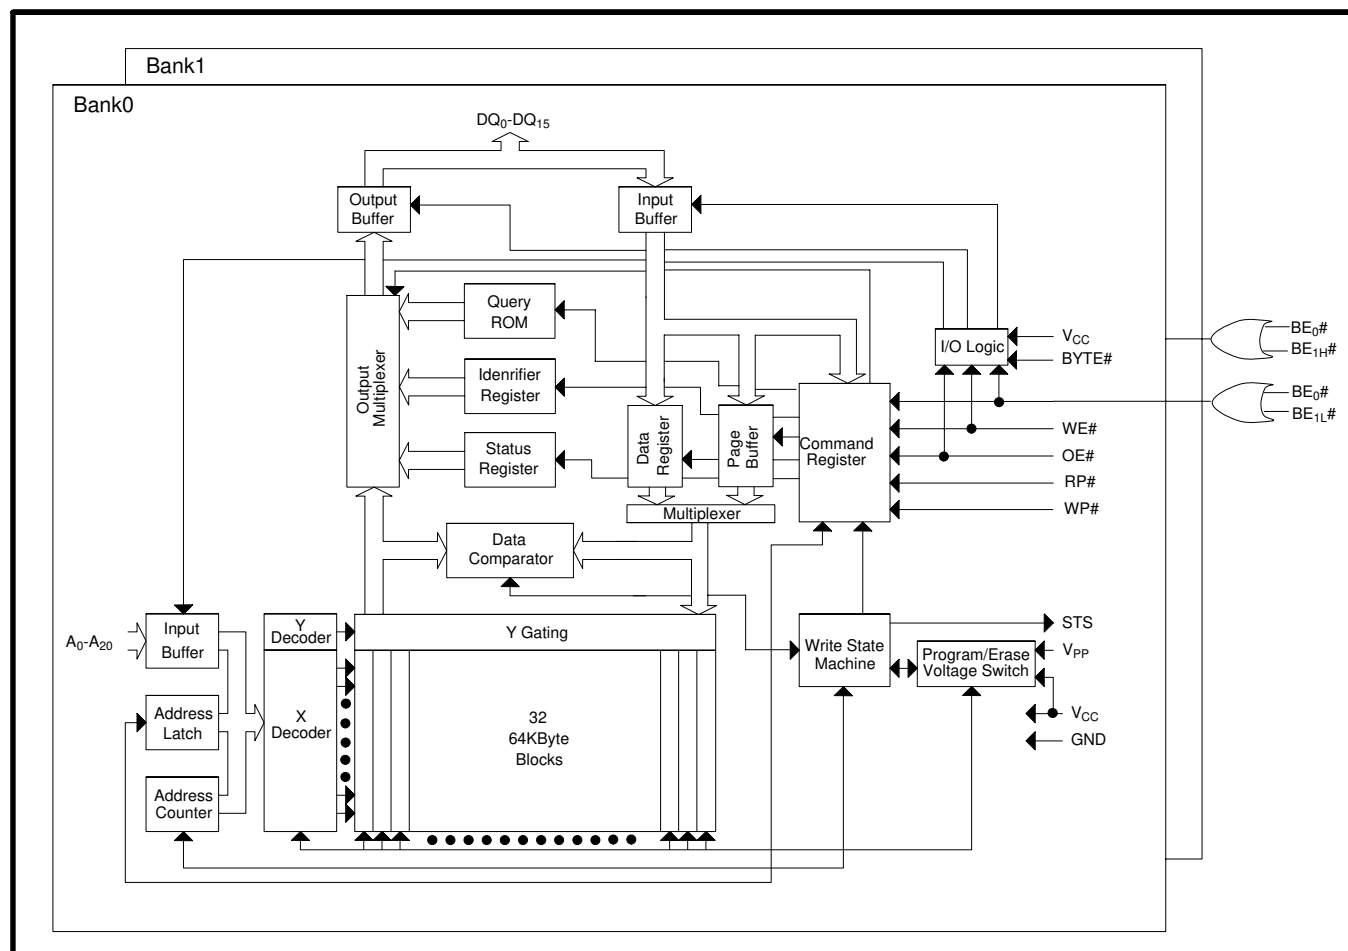 Bank1
Bank0
DQ0-DQ15
Output
Buffer
Input
Buffer
Query
ROM
Output
Multiplexer
Idenrifier
Register
Status
Register
Data
Register
Page
Buffer
Command
Register
I/O Logic
VCC
BYTE#
BE0#
BE1H#
BE0#
BE1L#
WE#
OE#
RP#
WP#
Multiplexer
Data
Comparator
A0-A20
Input
Buffer
Y
Decoder
Y Gating
Write State
Machine
Program/Erase
Voltage Switch
STS
VPP
VCC
GND
Address
Latch
X
Decoder
32
64KByte
Blocks
Address
Counter